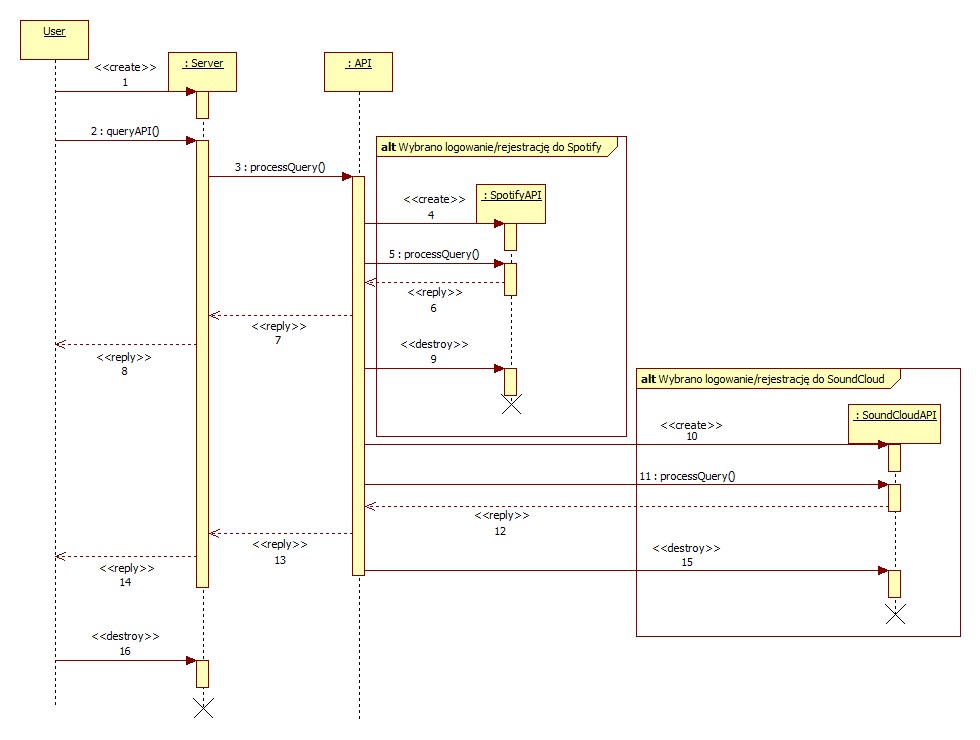 User
<<create>>
1
: Server
: API
2 : queryAPI()
alt Wybrano logowanie/rejestrację do Spotify
3 : processQuery()
<<create>>
4
: SpotifyAPI
5 : processQuery()
<<reply>>
6
<<reply>>
7
<<reply>>
8
<<destroy>>
9
alt Wybrano logowanie/rejestrację do SoundCloud
<<create>>
10
: SoundCloudAPI
11 : processQuery()
<<reply>>
12
<<reply>>
13
<<reply>>
14
<<destroy>>
15
<<destroy>>
16